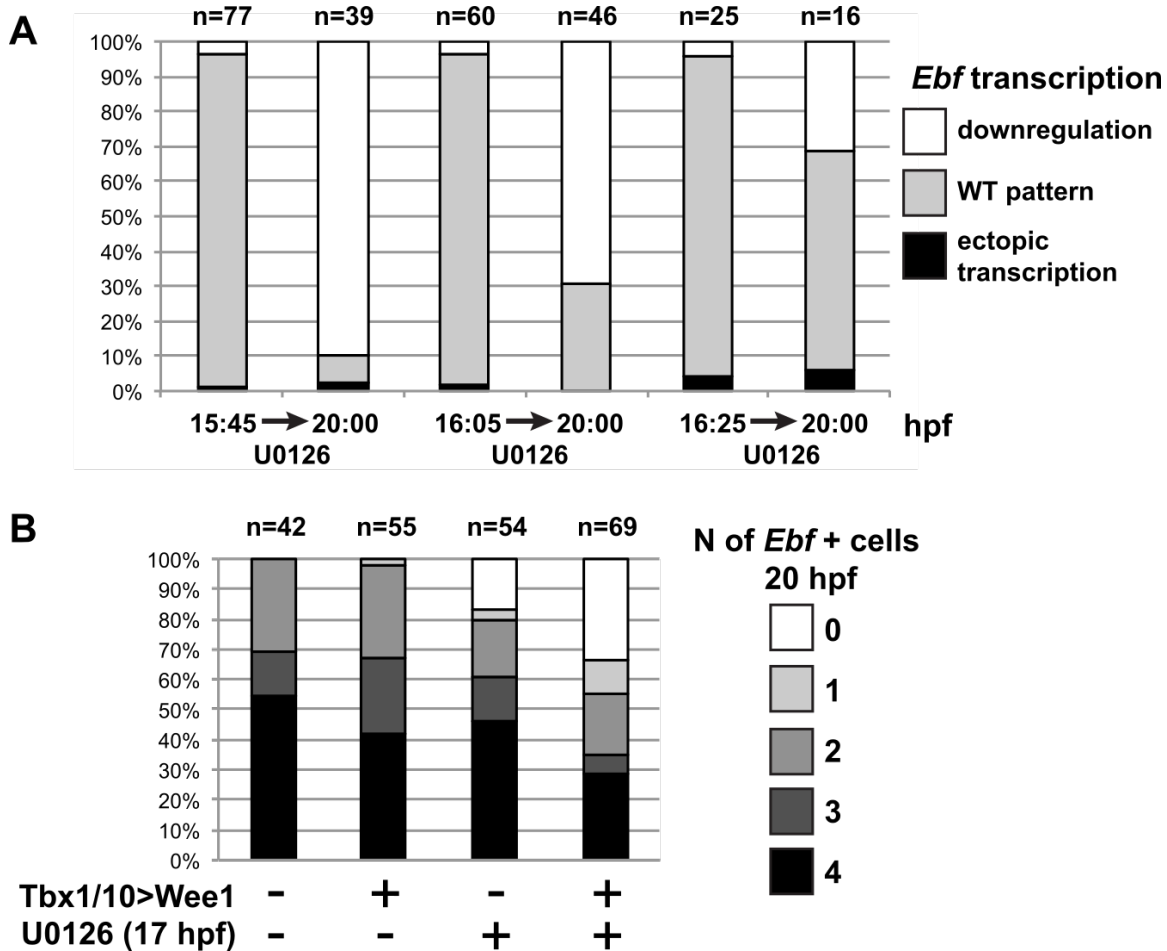 A
n=77 n=39 n=60 n=46 n=25 n=16
100%
90%
80%
70%
60%
50%
40%
30%
20%
10%
0%
15:45 20:00 16:05 20:00 16:25 20:00 hpf
U0126 U0126 U0126
Ebf transcription
downregulation
WT pattern
ectopic
transcription
B
n=42 n=55 n=54 n=69
100%
90%
80%
70%
60%
50%
40%
30%
20%
10%
0%
Tbx1/10>Wee1 - + - +
U0126 (17 hpf) - - + +
N of Ebf + cells
20 hpf
0
1
2
3
4